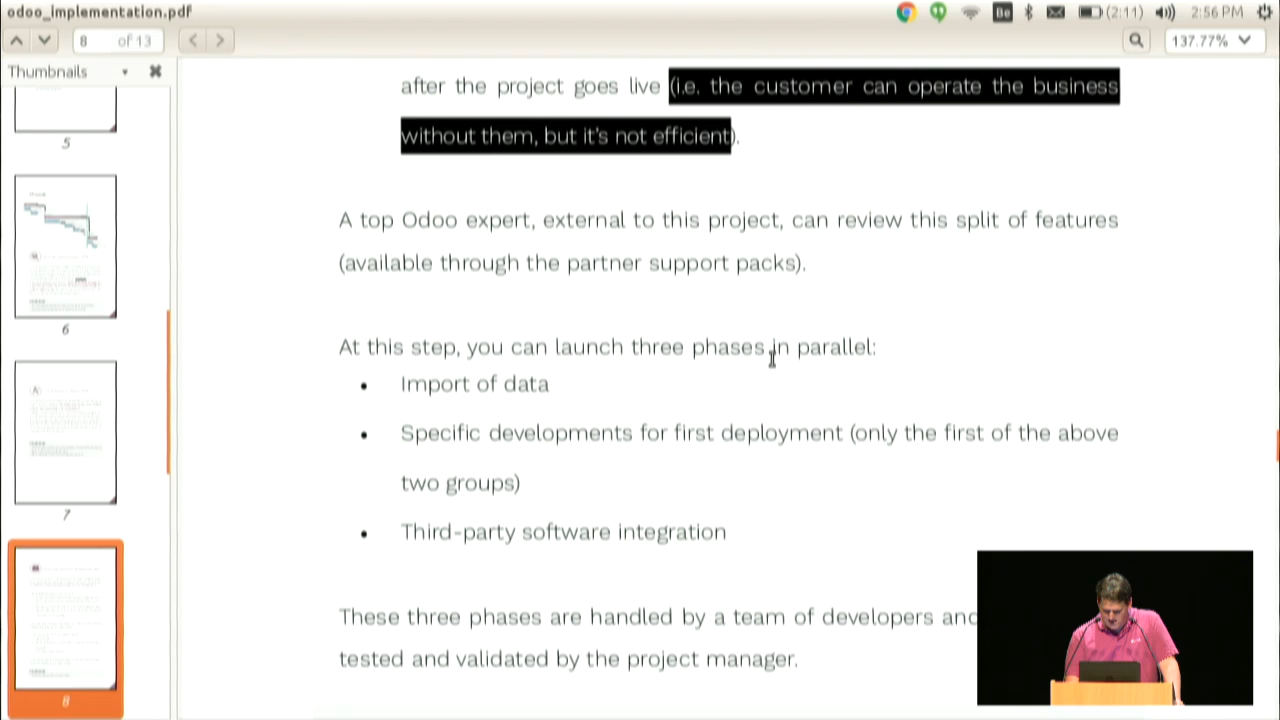 odoo_implementation.pdf
Be
(2:11)
2:56 PM
8 of 13
137.77%
Thumbnails
5
6
7
8
after the project goes live (i.e. the customer can operate the business
without them, but it's not efficient).
A top Odoo expert, external to this project, can review this split of features
(available through the partner support packs).
At this step, you can launch three phases in parallel:
• Import of data
• Specific developments for first deployment (only the first of the above
two groups)
• Third-party software integration
These three phases are handled by a team of developers and
tested and validated by the project manager.